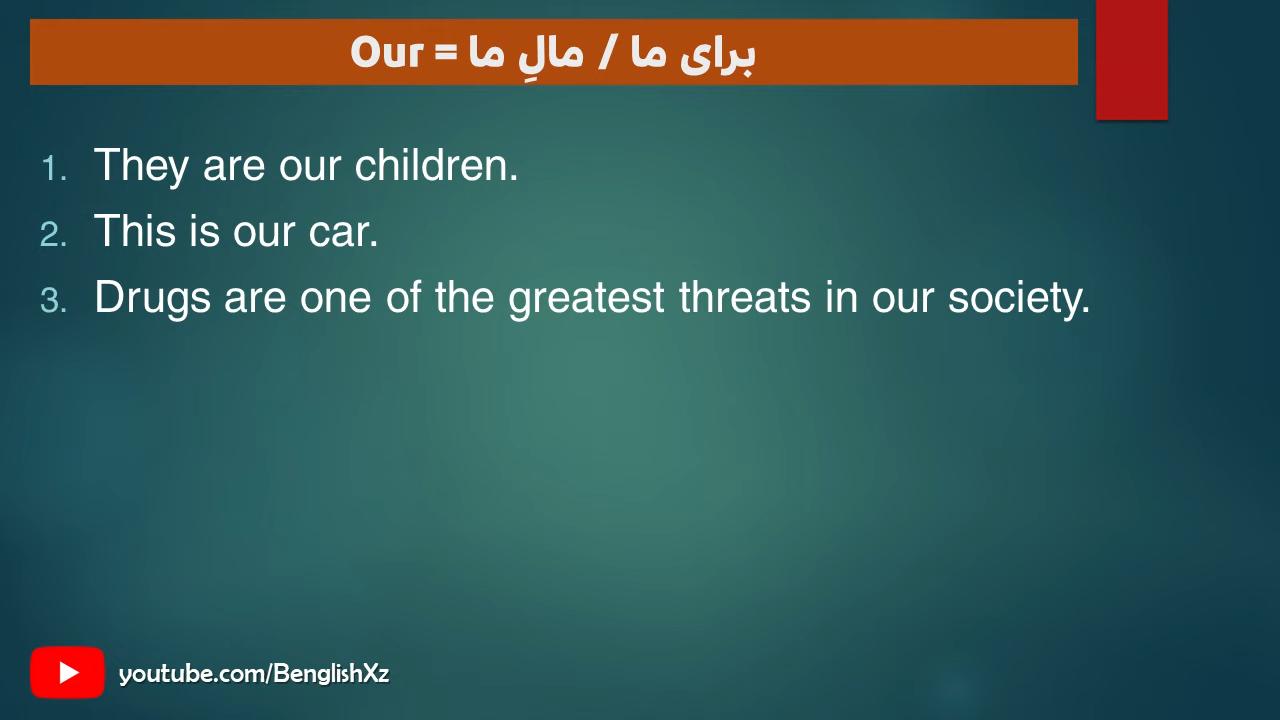 Our = برای ما / مالِ ما
1. They are our children.
2. This is our car.
3. Drugs are one of the greatest threats in our society.
youtube.com/BenglishXz